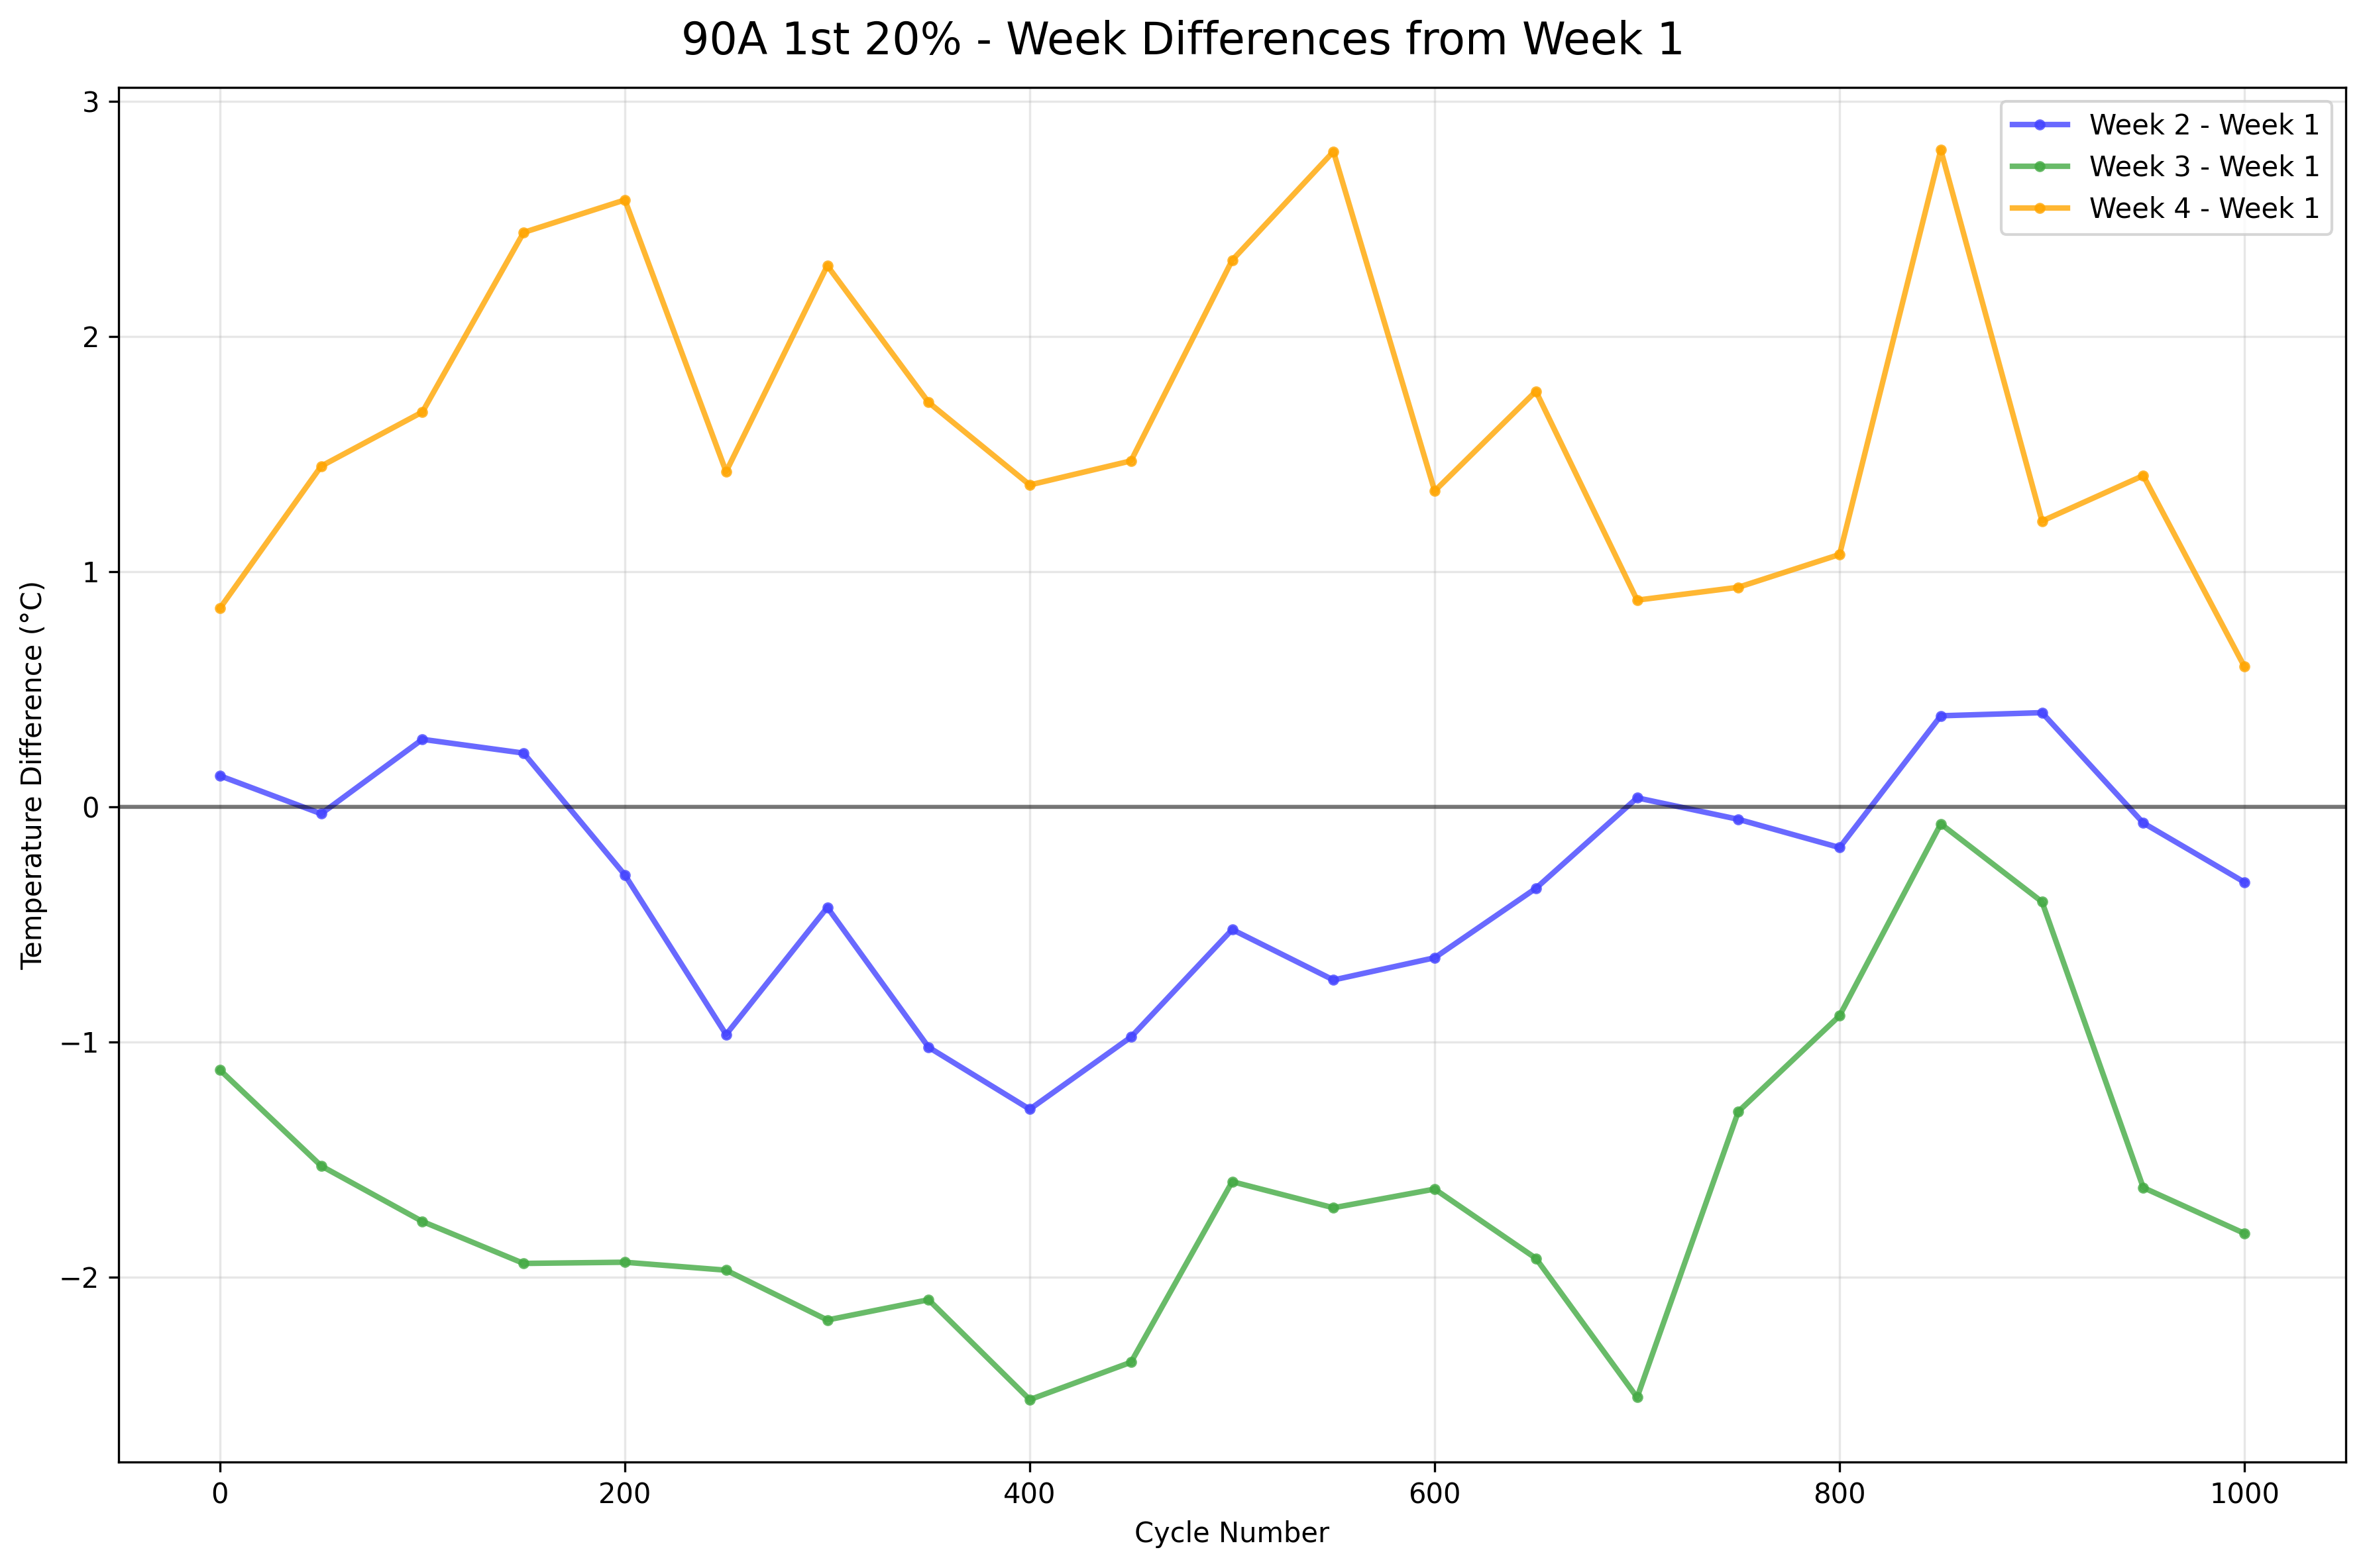 90A 1st 20% - Week Differences from Week 1
3
2
1
0
−1
−2
Temperature Difference (°C)
Week 2 - Week 1
Week 3 - Week 1
Week 4 - Week 1
0 200 400 600 800 1000
Cycle Number